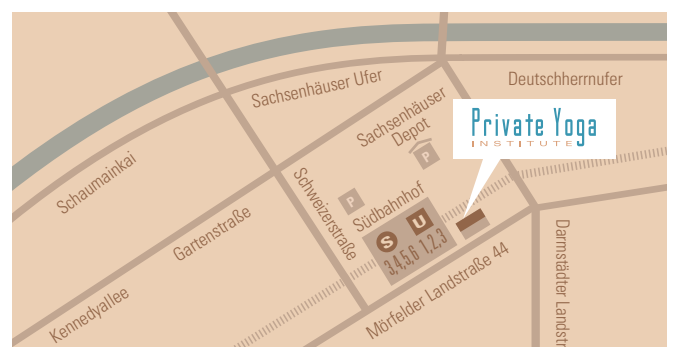 Sachsenhäuser Ufer
Deutschherrnufer
Sachsenhäuser
Depot
Private Yoga
INSTITUTE
P
Schaumainkai
Schweizerstraße
P
Südbahnhof
Gartenstraße
S U
3,4,5,6 1,2,3
Kennedyallee
Mörfelder Landstraße 44
Darmstädter Landstr